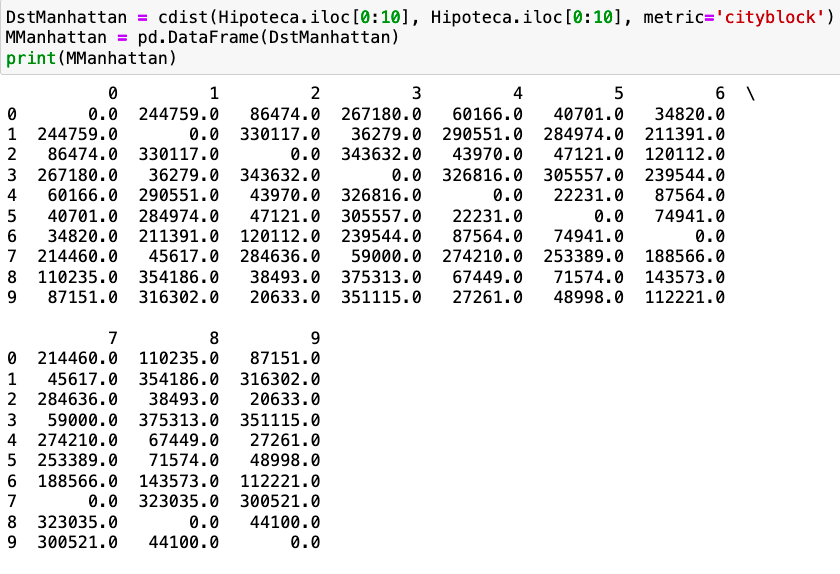 DstManhattan = cdist(Hipoteca.iloc[0:10], Hipoteca.iloc[0:10], metric='cityblock')
MManhattan = pd.DataFrame(DstManhattan)
print(MManhattan)
0 1 2 3 4 5 6 \
0 0.0 244759.0 86474.0 267180.0 60166.0 40701.0 34820.0
1 244759.0 0.0 330117.0 36279.0 290551.0 284974.0 211391.0
2 86474.0 330117.0 0.0 343632.0 43970.0 47121.0 120112.0
3 267180.0 36279.0 343632.0 0.0 326816.0 305557.0 239544.0
4 60166.0 290551.0 43970.0 326816.0 0.0 22231.0 87564.0
5 40701.0 284974.0 47121.0 305557.0 22231.0 0.0 74941.0
6 34820.0 211391.0 120112.0 239544.0 87564.0 74941.0 0.0
7 214460.0 45617.0 284636.0 59000.0 274210.0 253389.0 188566.0
8 110235.0 354186.0 38493.0 375313.0 67449.0 71574.0 143573.0
9 87151.0 316302.0 20633.0 351115.0 27261.0 48998.0 112221.0
7 8 9
0 214460.0 110235.0 87151.0
1 45617.0 354186.0 316302.0
2 284636.0 38493.0 20633.0
3 59000.0 375313.0 351115.0
4 274210.0 67449.0 27261.0
5 253389.0 71574.0 48998.0
6 188566.0 143573.0 112221.0
7 0.0 323035.0 300521.0
8 323035.0 0.0 44100.0
9 300521.0 44100.0 0.0